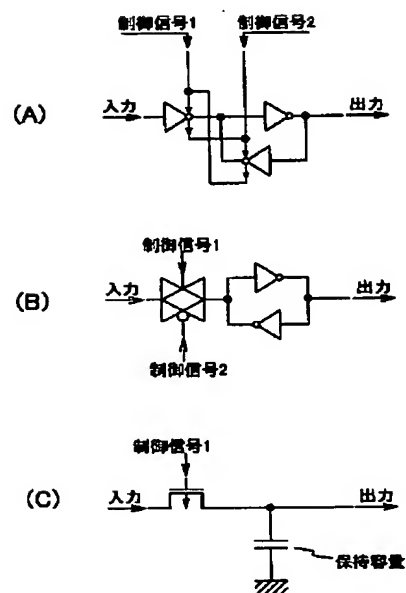 制御信号1 制御信号2
(A)
入力
出力
制御信号1
(B)
入力
出力
制御信号2
制御信号1
(C)
入力
出力
保持容量